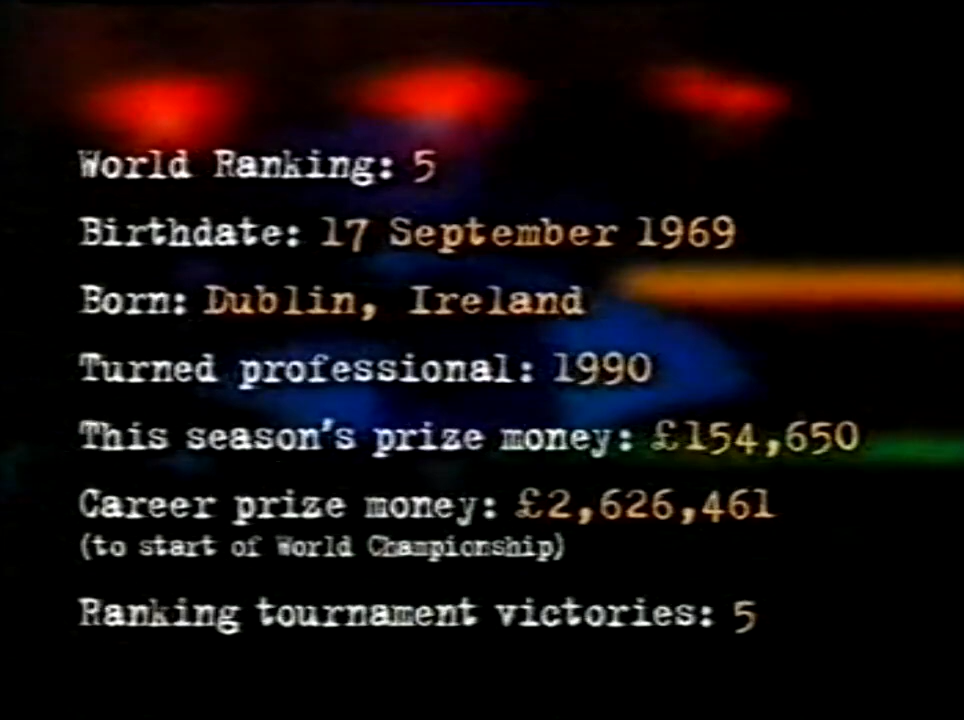 World Ranking: 5
Birthdate: 17 September 1969
Born: Dublin, Ireland
Turned professional: 1990
This season's prize money: £154,650
Career prize money: £2,626,461
(to start of World Championship)
Ranking tournament victories: 5